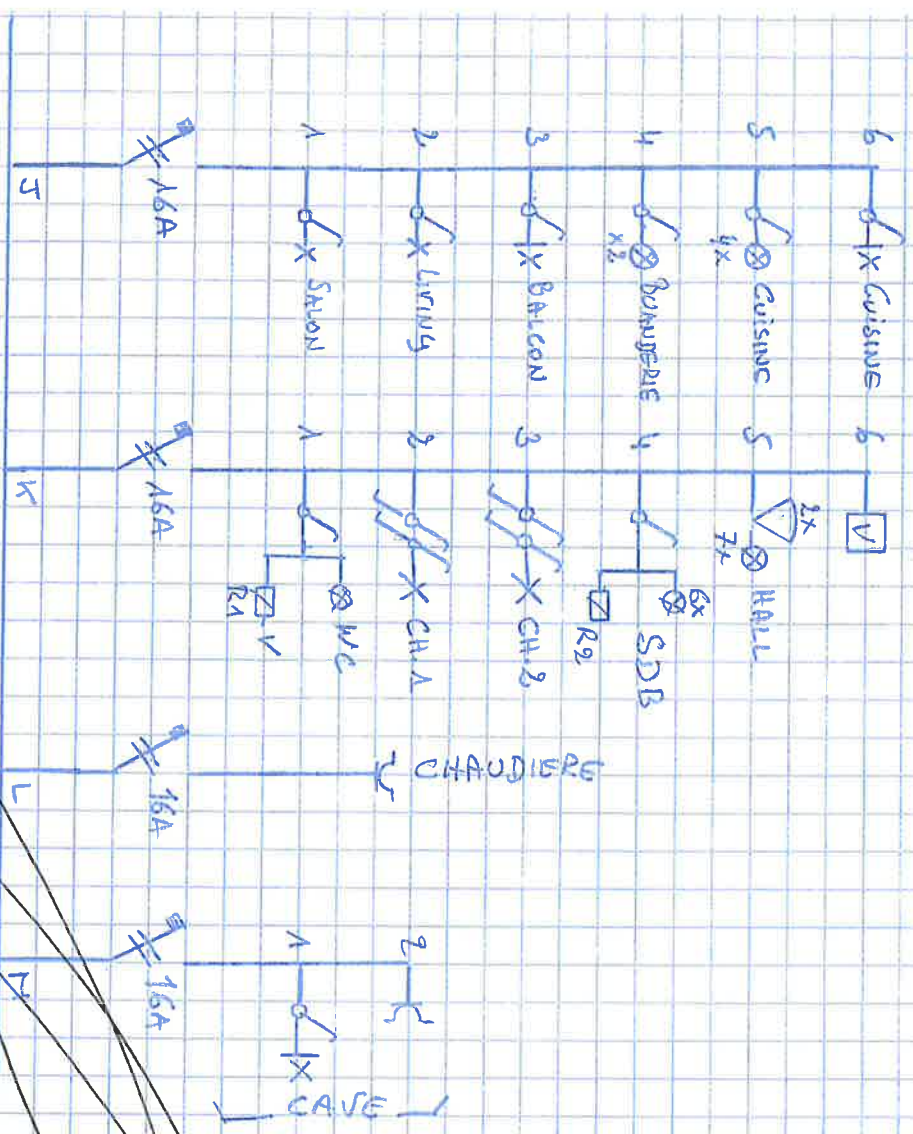 6 X Cuisine
5 4x Cuisine
4 x2 BUANDERIE
3 X BALCON
2 X LIVING
1 X SALON
16A
J
6 V
5 2x 7x HALL
4 6x SDB
R2
3 X CH.2
2 X CH.1
1 WC
V
R1
16A
K
CHAUDIERE
16A
L
2
1 X
CAVE
16A